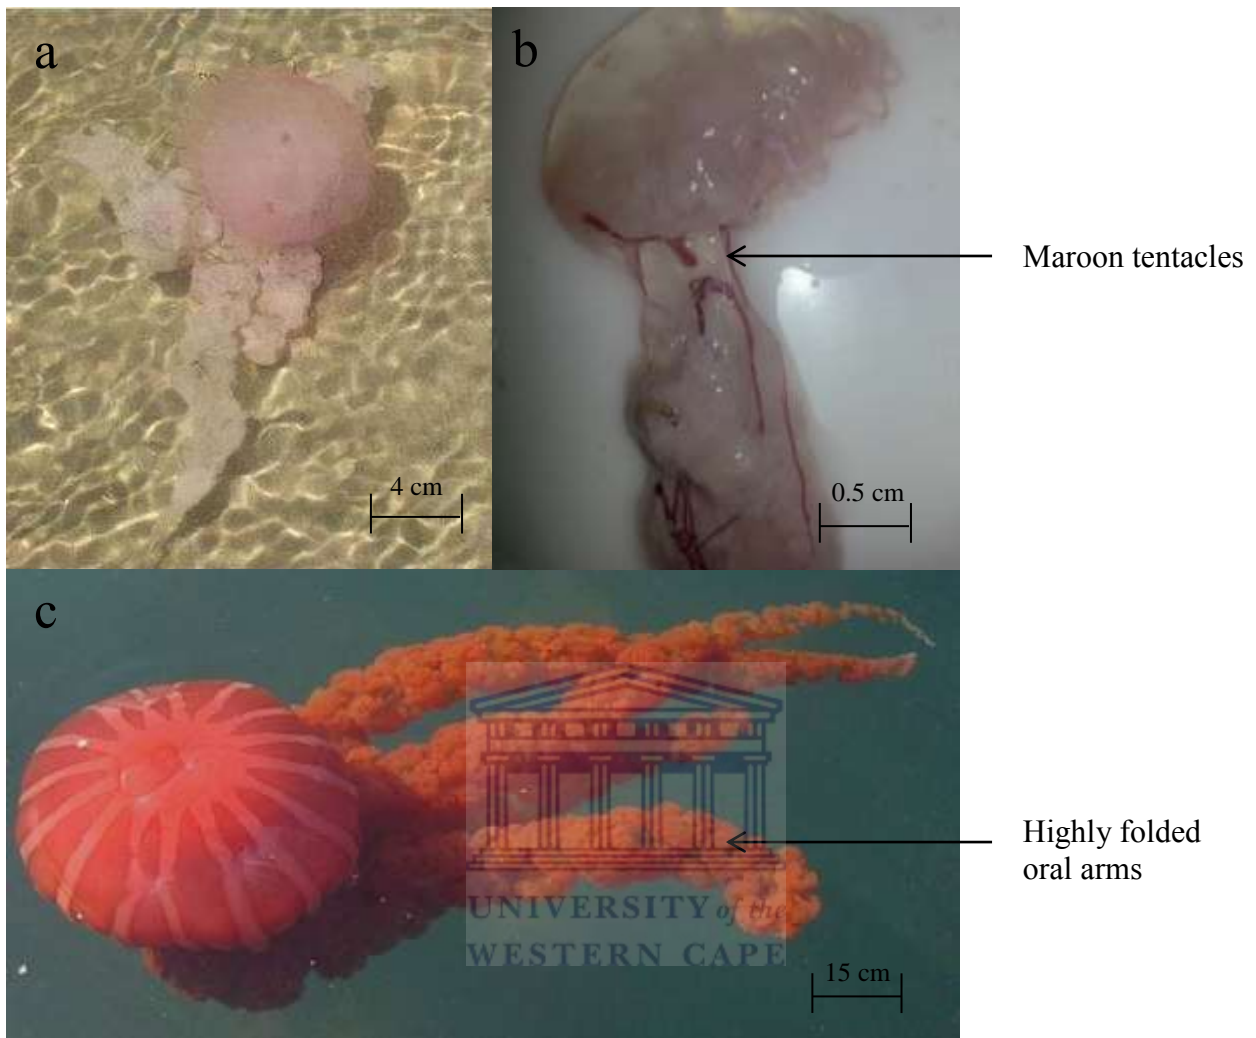 a
b
Maroon tentacles
4 cm
0.5 cm
c
Highly folded
oral arms
UNIVERSITY of the
WESTERN CAPE
15 cm